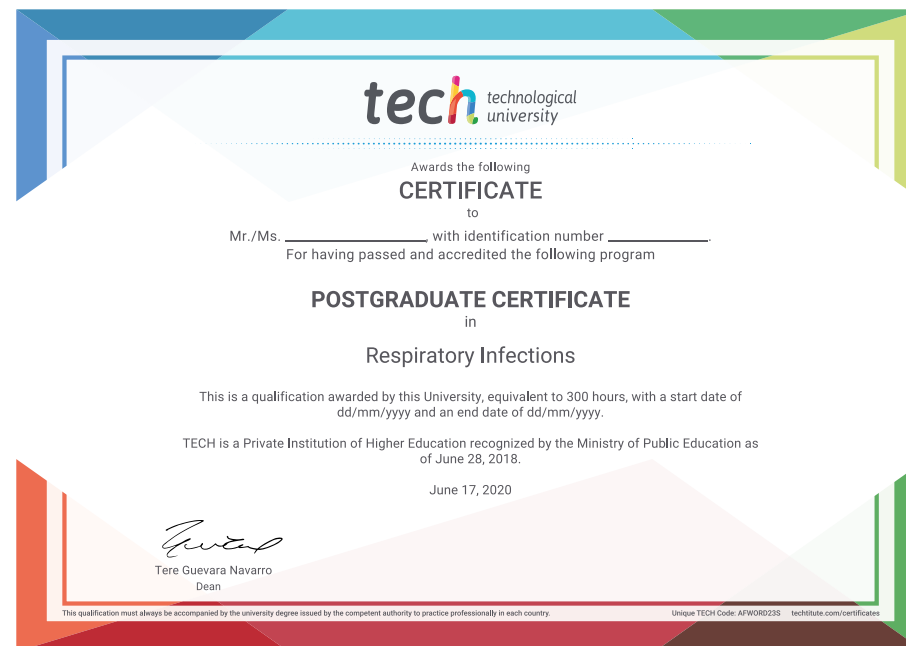 tech technological
university
Awards the following
CERTIFICATE
to
Mr./Ms. ____________________, with identification number ______________.
For having passed and accredited the following program
POSTGRADUATE CERTIFICATE
in
Respiratory Infections
This is a qualification awarded by this University, equivalent to 300 hours, with a start date of
dd/mm/yyyy and an end date of dd/mm/yyyy.
TECH is a Private Institution of Higher Education recognized by the Ministry of Public Education as
of June 28, 2018.
June 17, 2020
Tere Guevara Navarro
Dean
This qualification must always be accompanied by the university degree issued by the competent authority to practice professionally in each country. Unique TECH Code: AFWORD23S techtitute.com/certificates